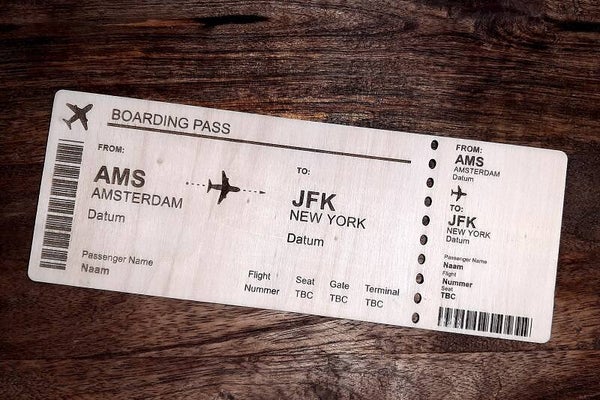 BOARDING PASS
FROM:
AMS
AMSTERDAM
Datum
TO:
JFK
NEW YORK
Datum
Passenger Name
Naam
Flight
Nummer
Seat
TBC
Gate
TBC
Terminal
TBC
FROM:
AMS
AMSTERDAM
Datum
TO:
JFK
NEW YORK
Datum
Passenger Name
Naam
Flight
Nummer
Seat
TBC